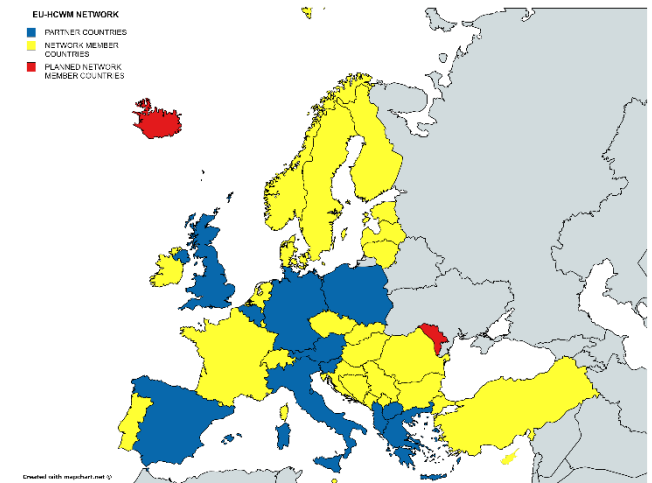 EU-HCWM NETWORK
PARTNER COUNTRIES
NETWORK MEMBER
COUNTRIES
PLANNED NETWORK
MEMBER COUNTRIES
Created with mapchart.net ©